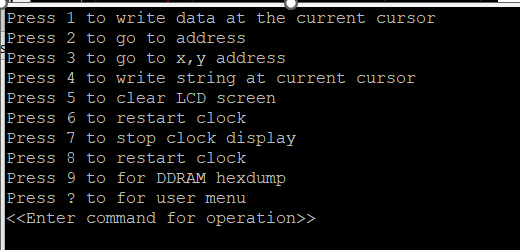 Press 1 to write data at the current cursor
Press 2 to go to address
Press 3 to go to x,y address
Press 4 to write string at current cursor
Press 5 to clear LCD screen
Press 6 to restart clock
Press 7 to stop clock display
Press 8 to restart clock
Press 9 to for DDRAM hexdump
Press ? to for user menu
<<Enter command for operation>>